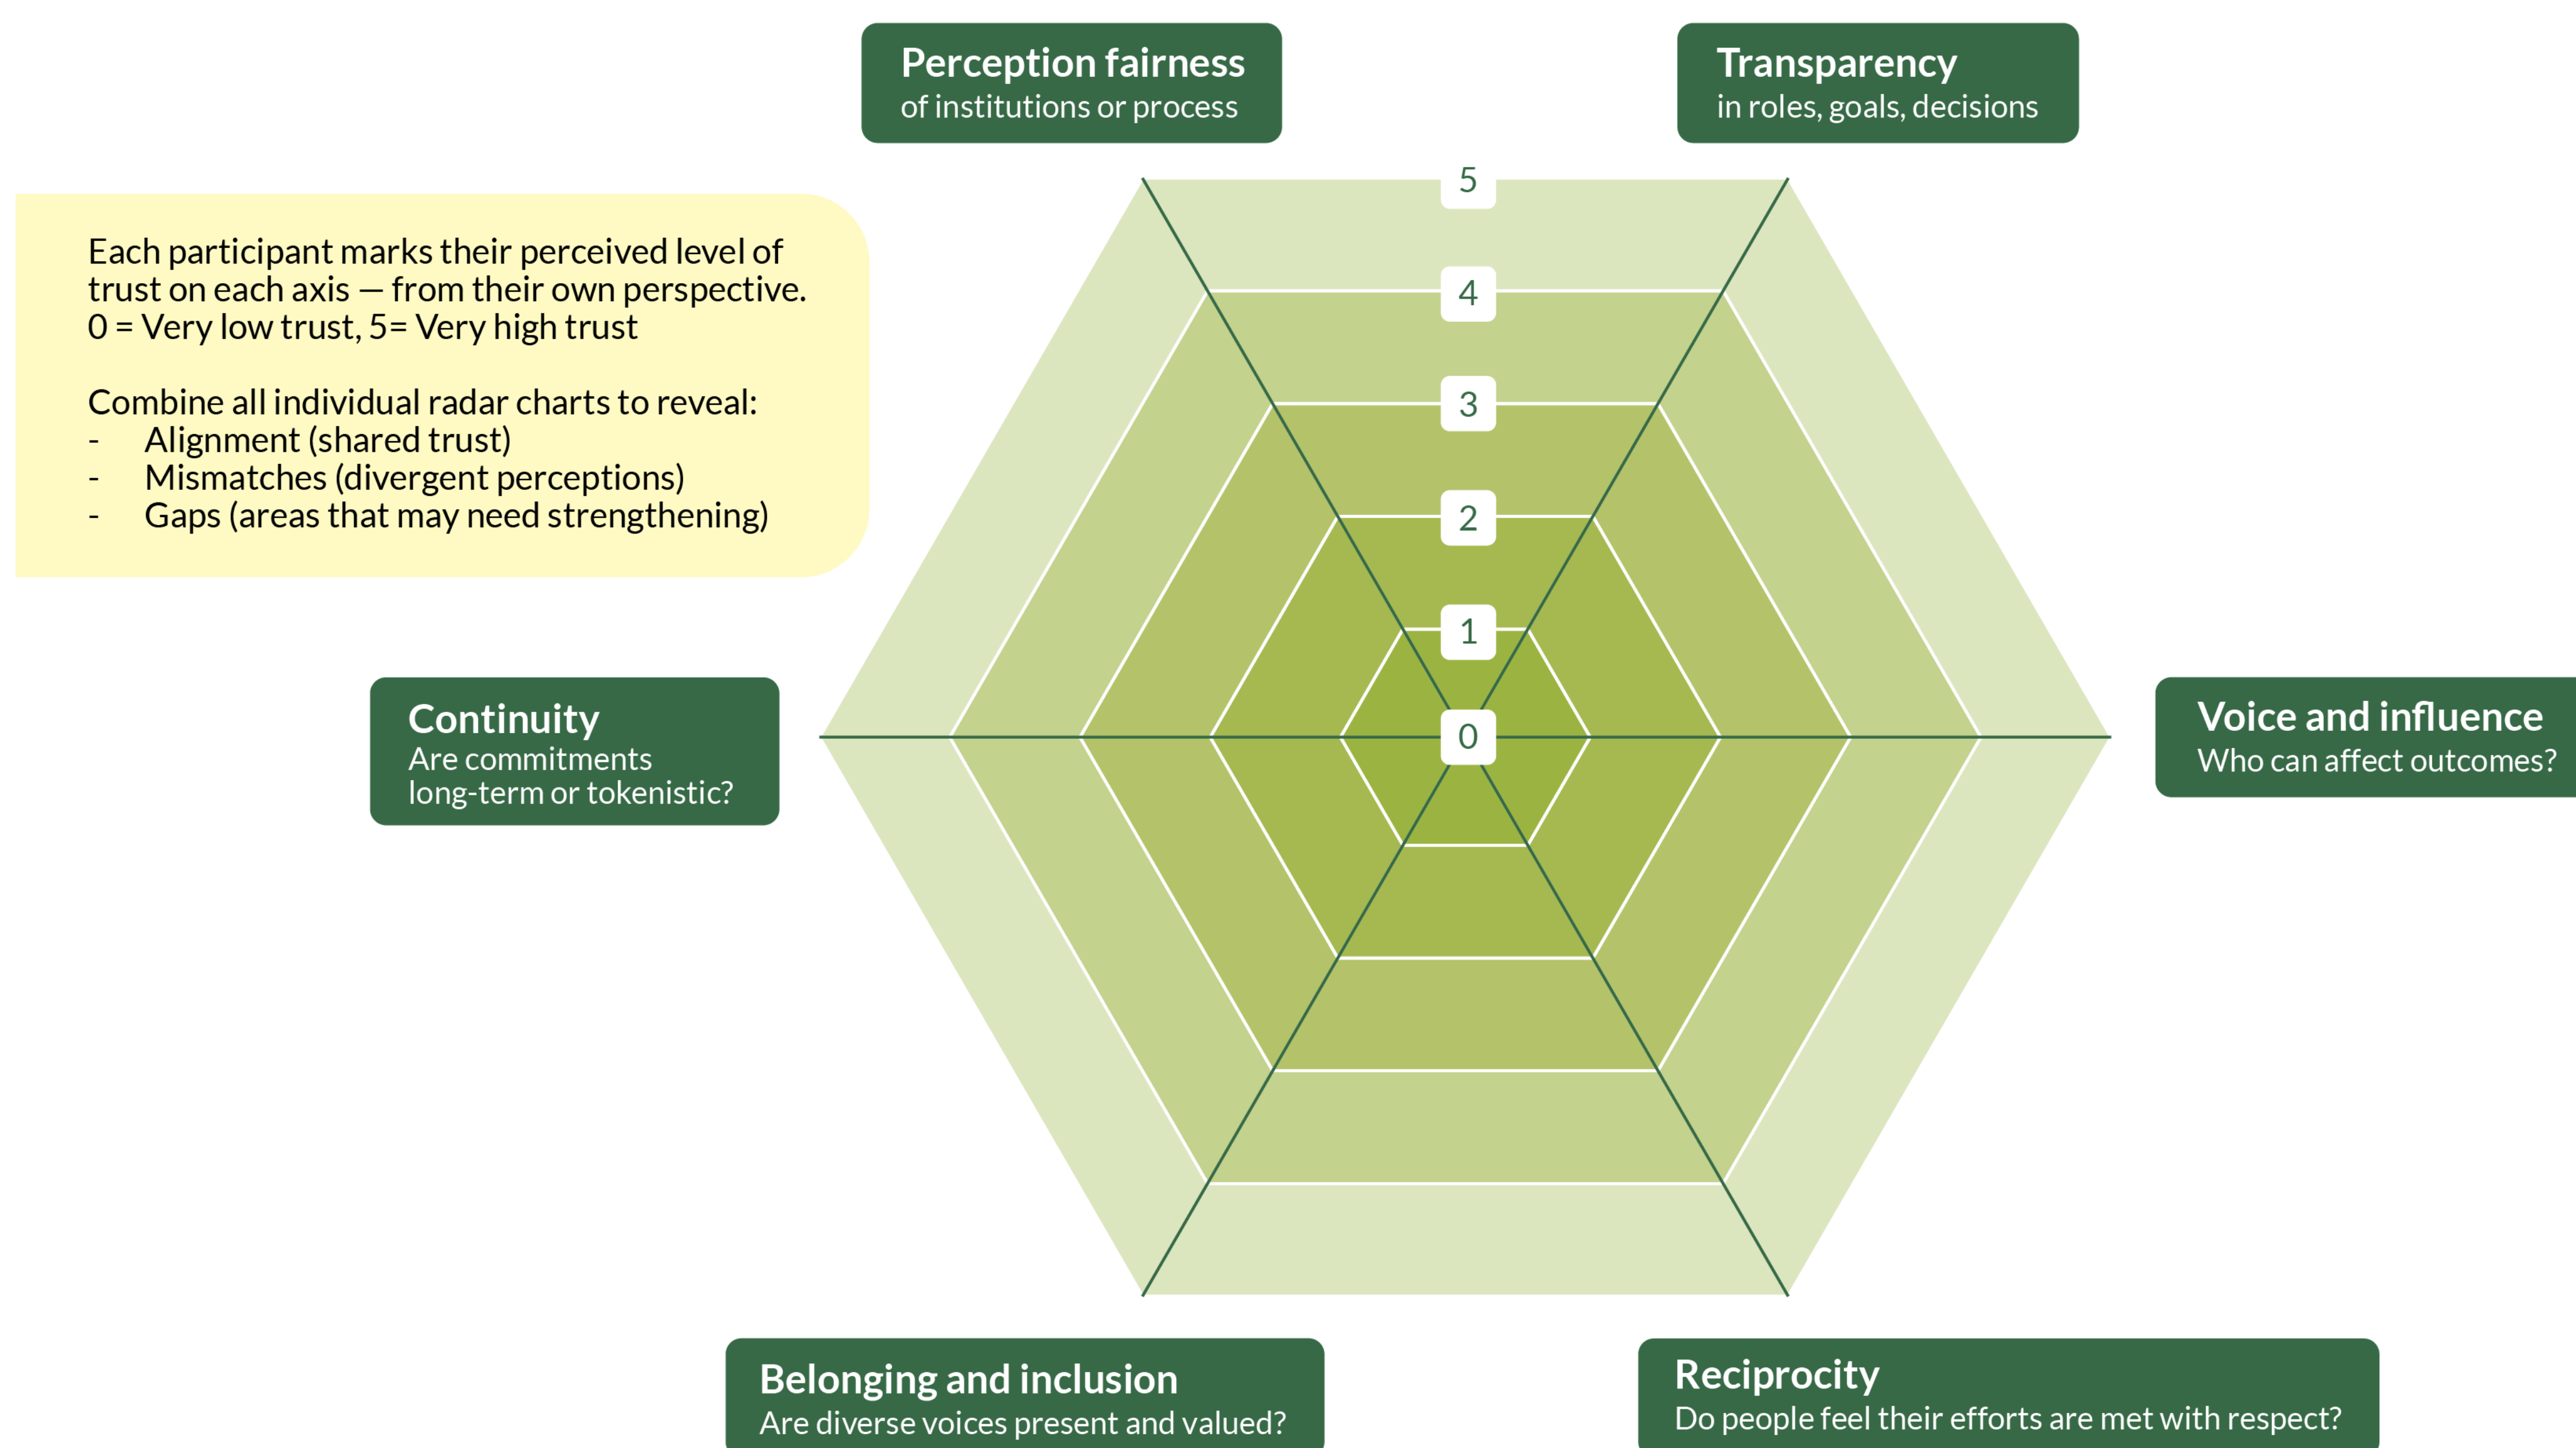 Perception fairness
of institutions or process
Transparency
in roles, goals, decisions
Each participant marks their perceived level of
trust on each axis — from their own perspective.
0 = Very low trust, 5= Very high trust
Combine all individual radar charts to reveal:
- Alignment (shared trust)
- Mismatches (divergent perceptions)
- Gaps (areas that may need strengthening)
5
4
3
2
1
0
Continuity
Are commitments
long-term or tokenistic?
Voice and influence
Who can affect outcomes?
Belonging and inclusion
Are diverse voices present and valued?
Reciprocity
Do people feel their efforts are met with respect?